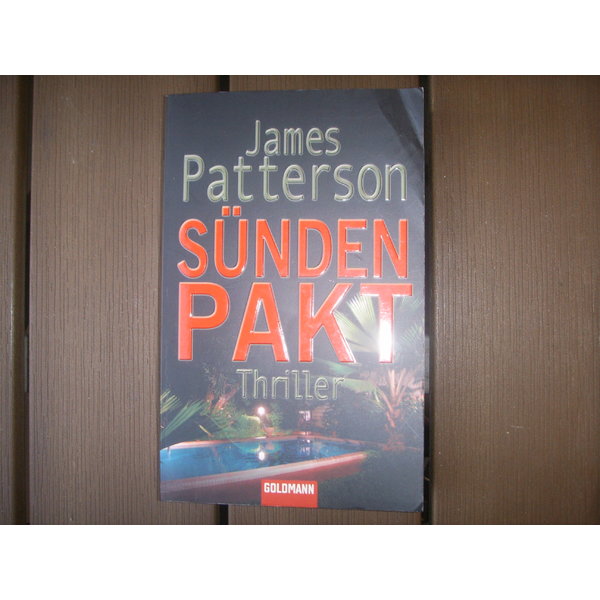 James
Patterson
SÜNDEN
PAKT
Thriller
GOLDMANN